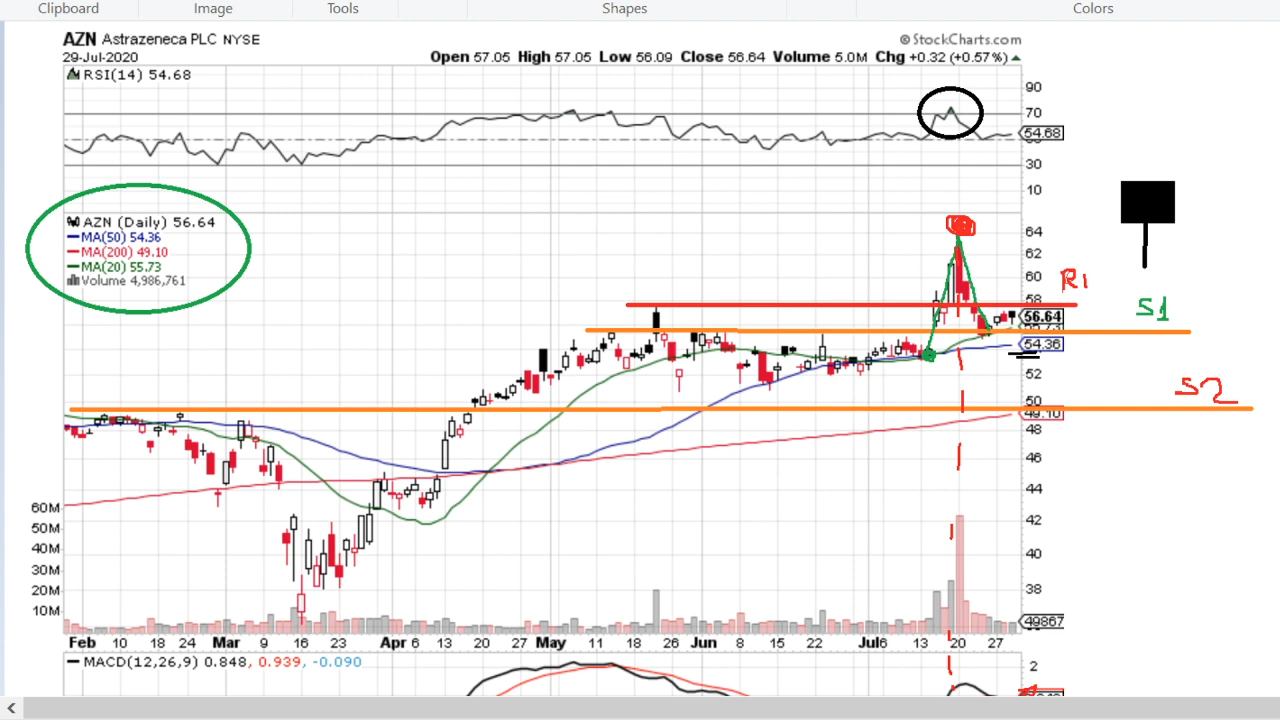 Clipboard Image Tools Shapes Colors
AZN Astrazeneca PLC NYSE © StockCharts.com
29-Jul-2020 Open 57.05 High 57.05 Low 56.09 Close 56.64 Volume 5.0M Chg +0.32 (+0.57%)
RSI(14) 54.68
90
70
54.68
30
10
AZN (Daily) 56.64
MA(50) 54.36
MA(200) 49.10
MA(20) 55.73
Volume 4,986,761
64
62
60
R1
58
S1
56.64
54.36
52
S2
50
49.10
48
46
44
60M
42
50M
40M
40
30M
20M
38
10M
49867
Feb 10 18 24 Mar 9 16 23 Apr 6 13 20 27 May 11 18 26 Jun 8 15 22 Jul 6 13 20 27
MACD(12,26,9) 0.848, 0.939, -0.090
2